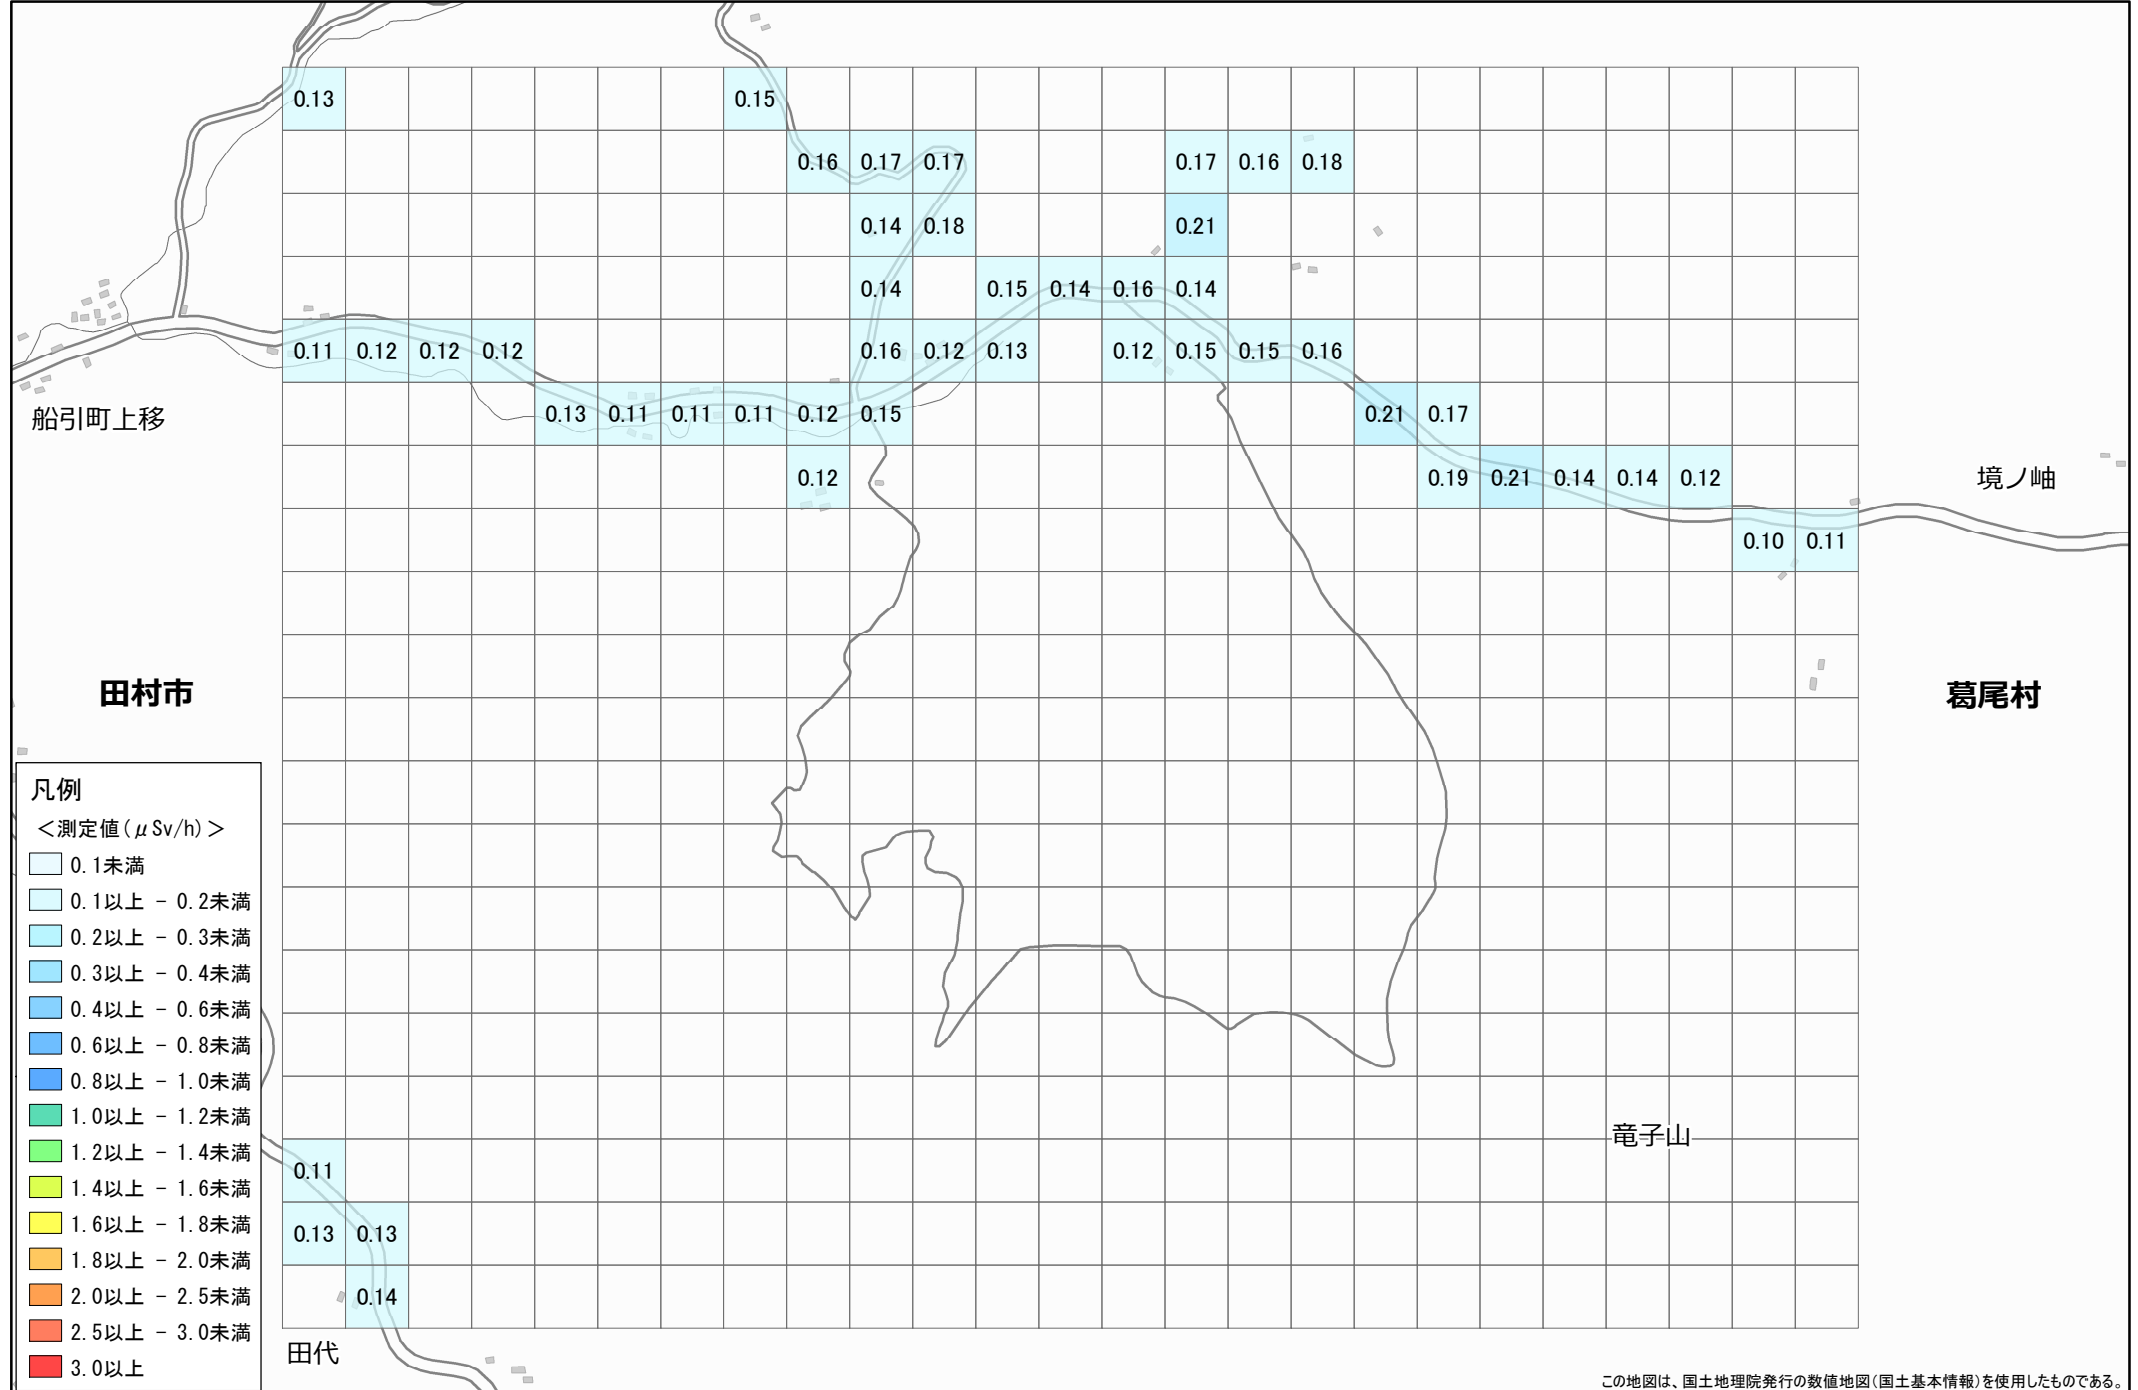 0.13 0.15
0.16 0.17 0.17 0.17 0.16 0.18
0.14 0.18 0.21
0.14 0.15 0.14 0.16 0.14
0.11 0.12 0.12 0.12 0.16 0.12 0.13 0.12 0.15 0.15 0.16
0.13 0.11 0.11 0.11 0.12 0.15 0.21 0.17
船引町上移
0.12 0.19 0.21 0.14 0.14 0.12
境ノ岫
0.10 0.11
田村市
葛尾村
凡例
＜測定値(μSv/h)＞
0.1未満
0.1以上 - 0.2未満
0.2以上 - 0.3未満
0.3以上 - 0.4未満
0.4以上 - 0.6未満
0.6以上 - 0.8未満
0.8以上 - 1.0未満
1.0以上 - 1.2未満
1.2以上 - 1.4未満
1.4以上 - 1.6未満
1.6以上 - 1.8未満
1.8以上 - 2.0未満
2.0以上 - 2.5未満
2.5以上 - 3.0未満
3.0以上
竜子山
0.11
0.13 0.13
0.14
田代
この地図は、国土地理院発行の数値地図(国土基本情報)を使用したものである。